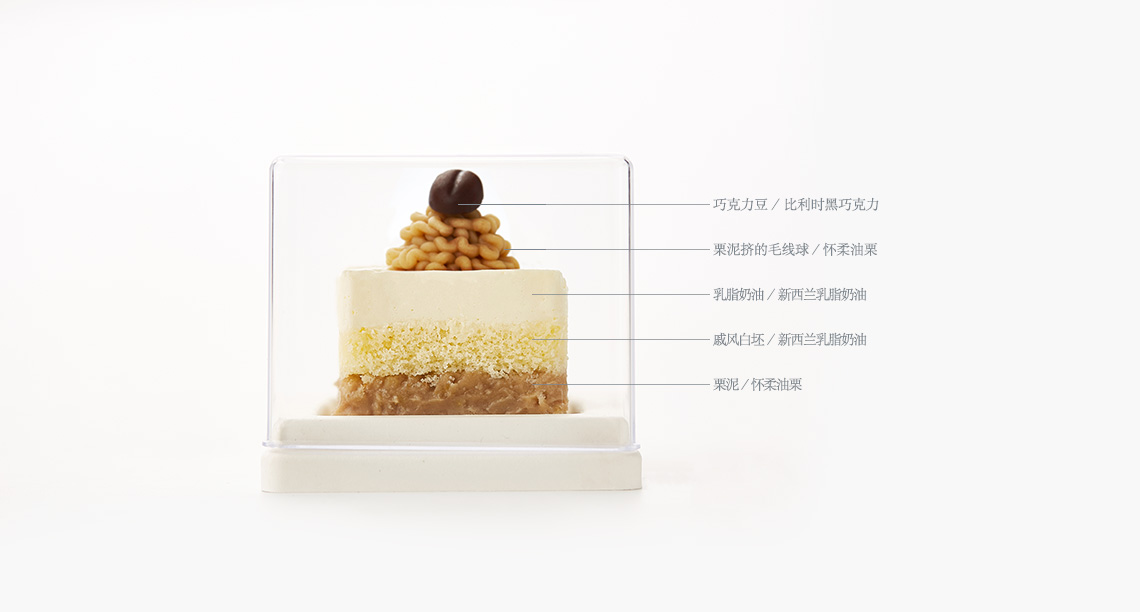 巧克力豆 / 比利时黑巧克力
栗泥挤的毛线球 / 怀柔油栗
乳脂奶油 / 新西兰乳脂奶油
戚风白坯 / 新西兰乳脂奶油
栗泥 / 怀柔油栗